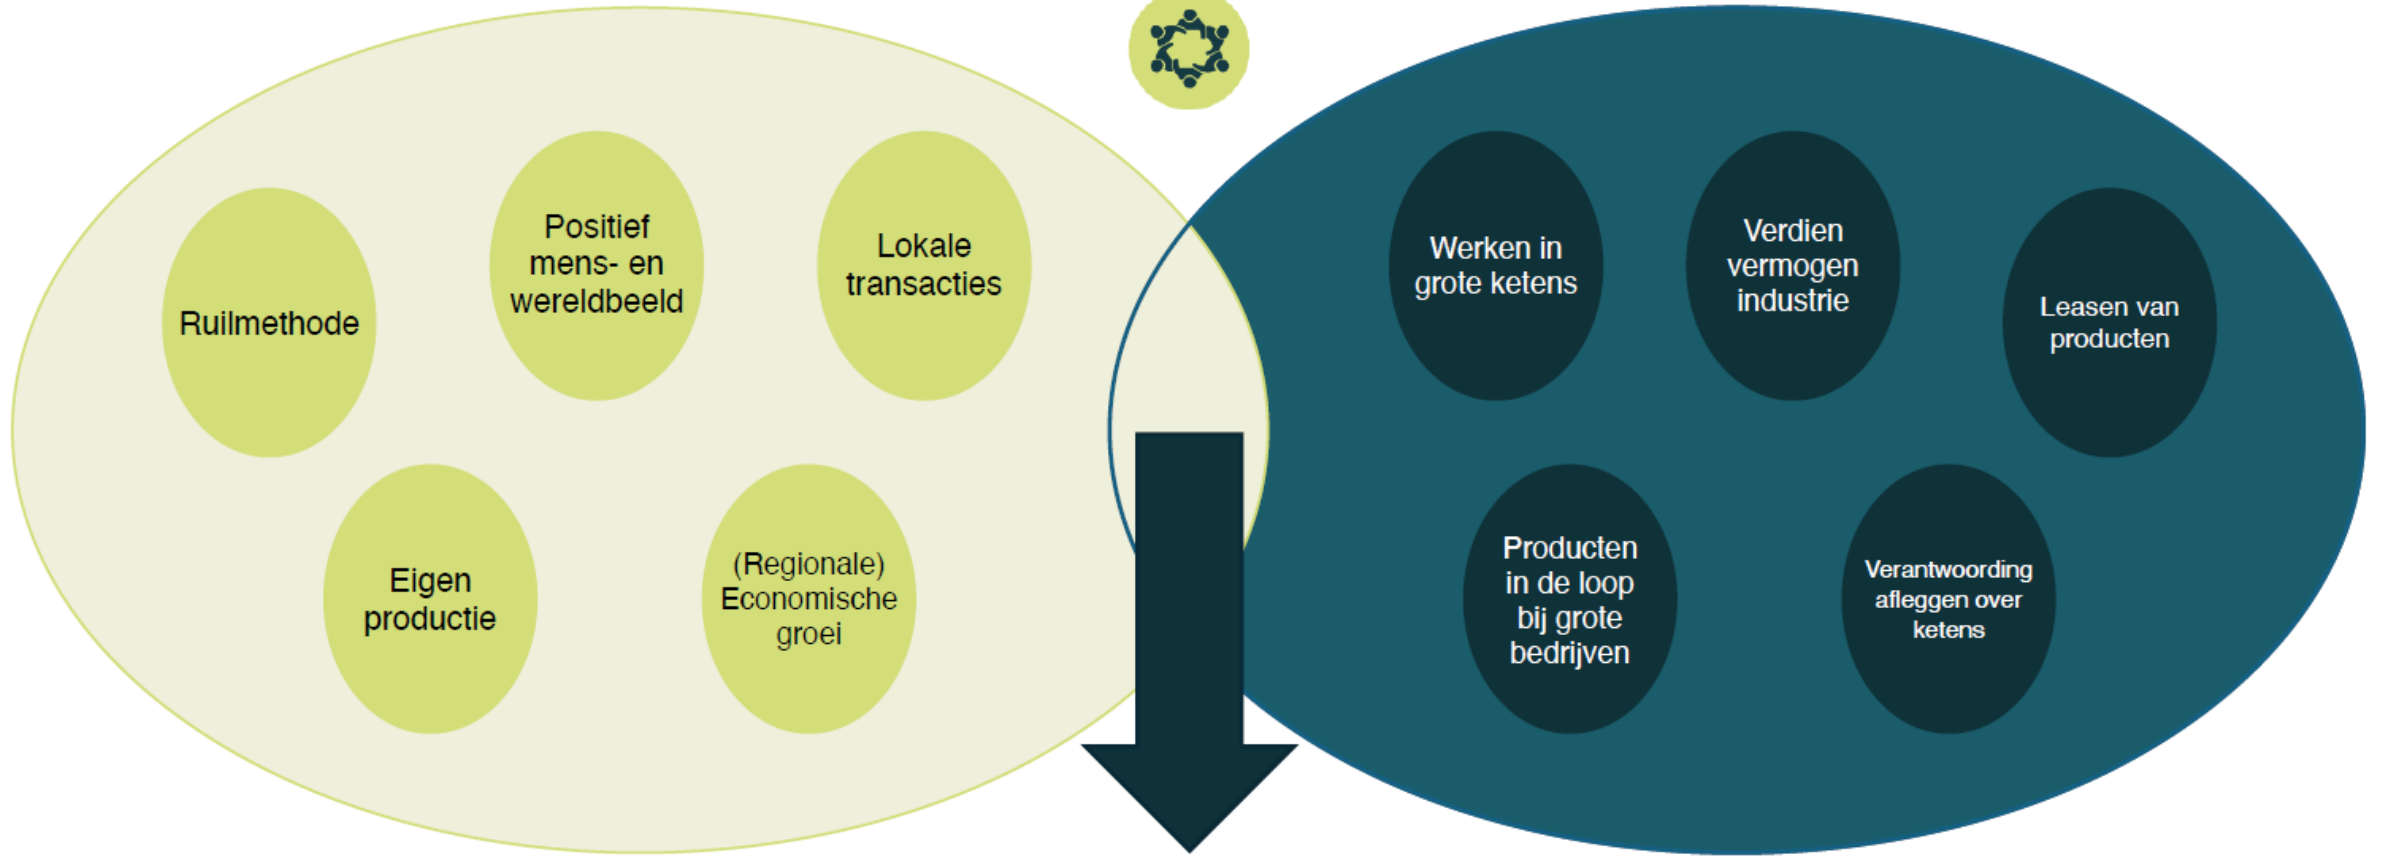 Ruilmethode
Positief
mens- en
wereldbeeld
Lokale
transacties
Eigen
productie
(Regionale)
Economische
groei
Werken in
grote ketens
Verdien
vermogen
industrie
Leasen van
producten
Producten
in de loop
bij grote
bedrijven
Verantwoording
afleggen over
ketens